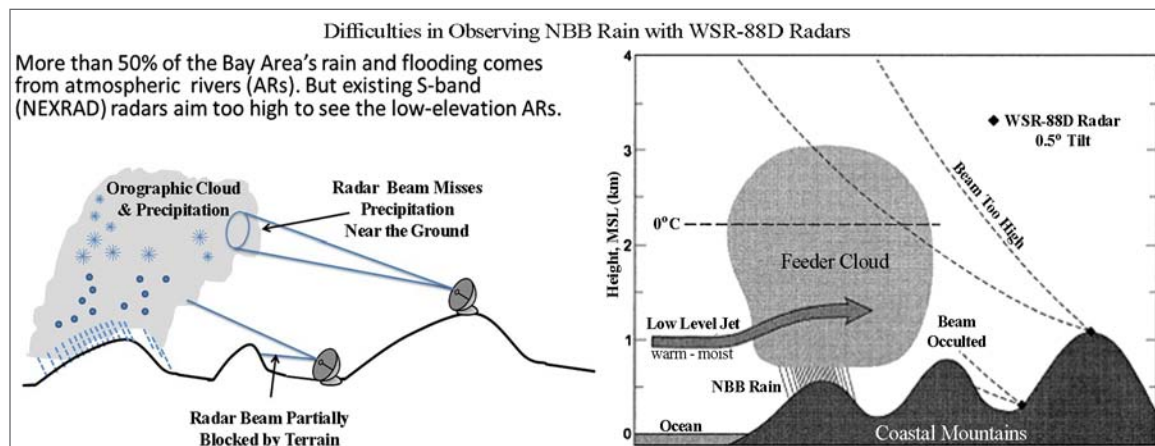 Difficulties in Observing NBB Rain with WSR-88D Radars
More than 50% of the Bay Area's rain and flooding comes
from atmospheric rivers (ARs). But existing S-band
(NEXRAD) radars aim too high to see the low-elevation ARs.
Orographic Cloud
& Precipitation
Radar Beam Misses
Precipitation
Near the Ground
Radar Beam Partially
Blocked by Terrain
Height, MSL (km)
4
3
2
1
0
WSR-88D Radar
0.5° Tilt
Beam Too High
0°C
Feeder Cloud
Low Level Jet
warm - moist
Beam
Occulted
NBB Rain
Ocean
Coastal Mountains